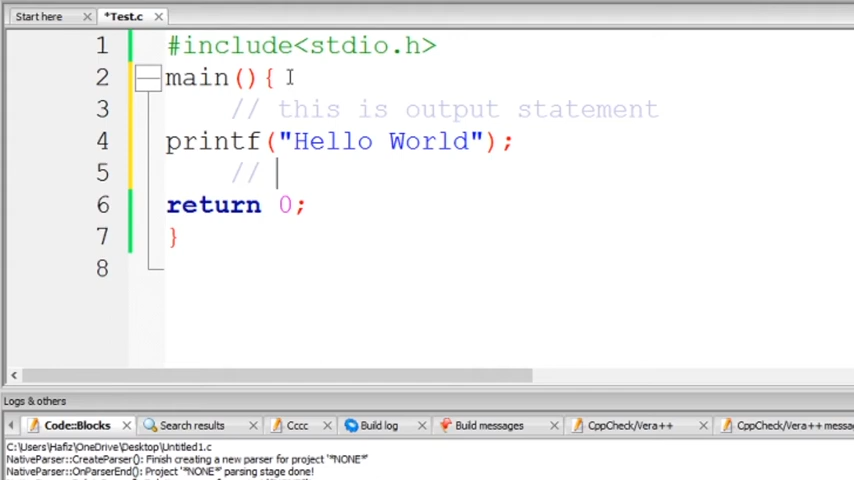 Start here
*Test.c
1 #include<stdio.h>
2 main(){
3 // this is output statement
4 printf("Hello World");
5 //
6 return 0;
7 }
8
Logs & others
Code::Blocks Search results Cccc Build log Build messages CppCheck/Vera++ CppCheck/Vera++ messa
C:\Users\Hafiz\OneDrive\Desktop\Untitled1.c
NativeParser::CreateParser(): Finish creating a new parser for project '*NONE*'
NativeParser::OnParserEnd(): Project '*NONE*' parsing stage done!